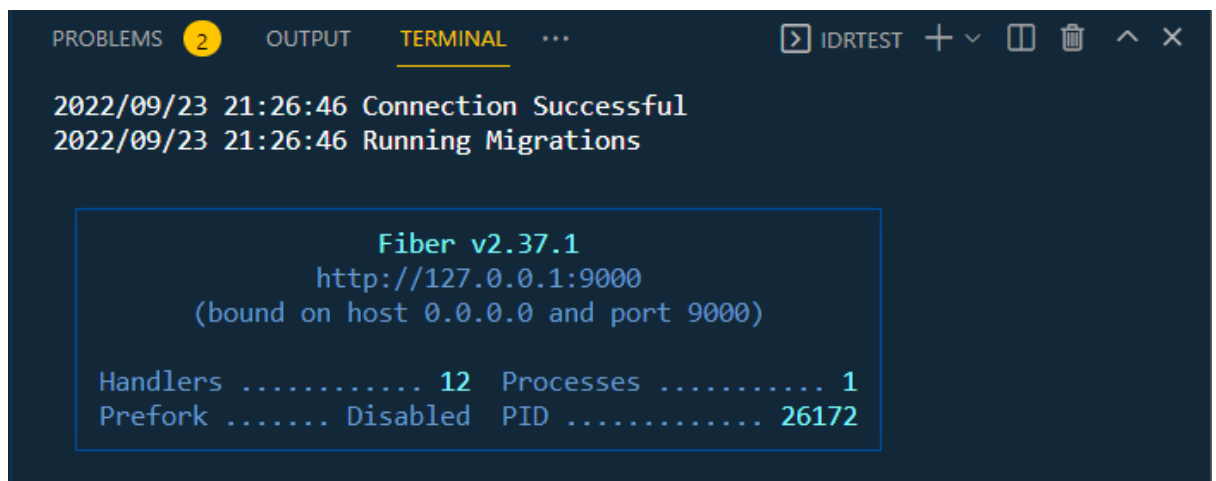 PROBLEMS 2 OUTPUT TERMINAL ... IDRTEST
2022/09/23 21:26:46 Connection Successful
2022/09/23 21:26:46 Running Migrations
Fiber v2.37.1
http://127.0.0.1:9000
(bound on host 0.0.0.0 and port 9000)
Handlers ............ 12 Processes ........... 1
Prefork ....... Disabled PID ............. 26172